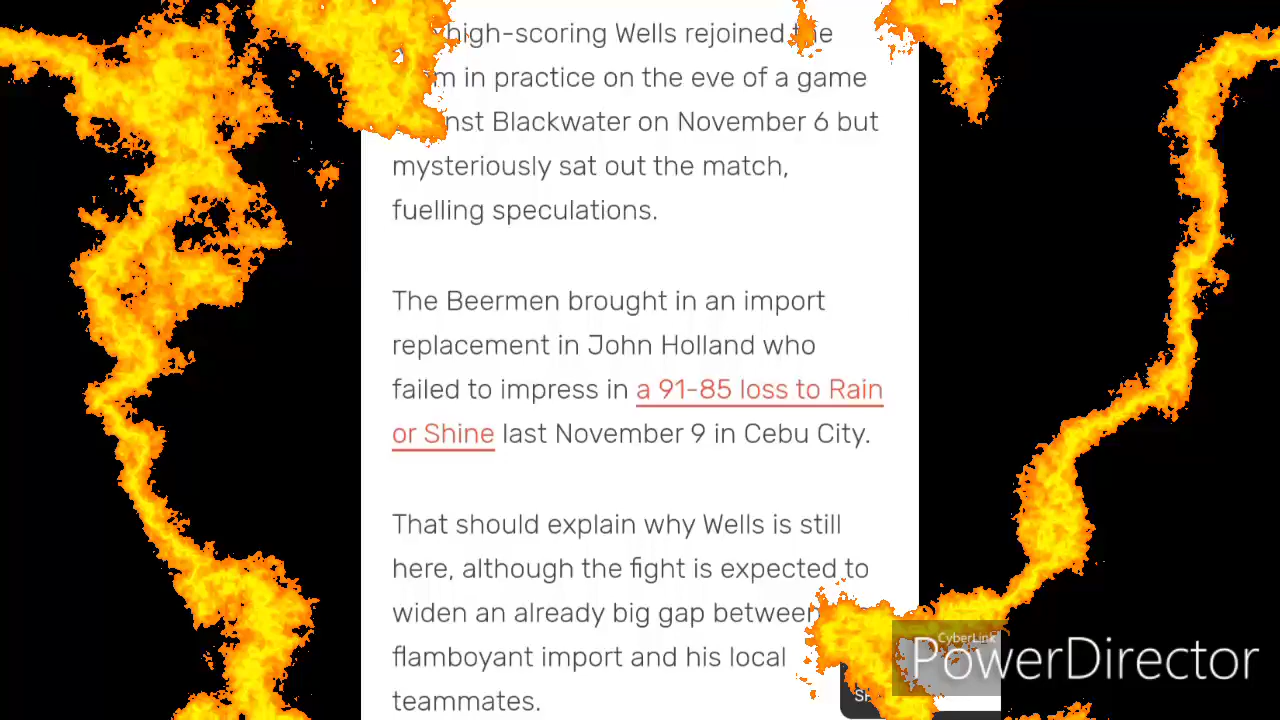 high-scoring Wells rejoined the
in practice on the eve of a game
Blackwater on November 6 but
mysteriously sat out the match,
fuelling speculations.
The Beermen brought in an import
replacement in John Holland who
failed to impress in a 91-85 loss to Rain
or Shine last November 9 in Cebu City.
That should explain why Wells is still
here, although the fight is expected to
widen an already big gap between
flamboyant import and his local
teammates.
CyberLink
PowerDirector